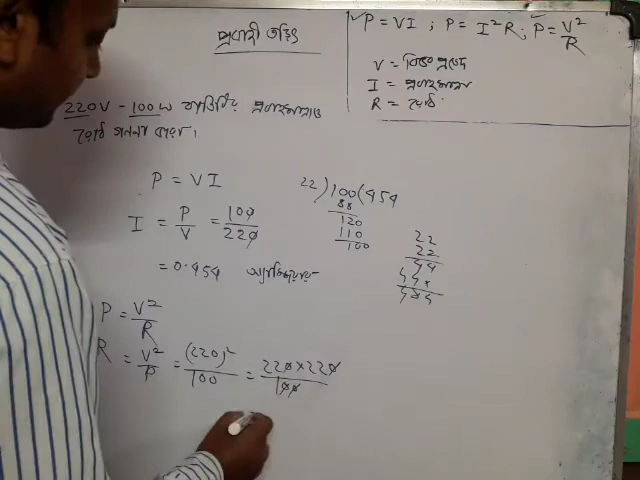 প্রবাহী তড়িৎ
✓P = VI ; P = I²R ; P = V²/R
V = বিভব প্রভেদ
I = প্রবাহমাত্রা
R = রোধ
220V - 100W বাতিটির প্রবাহমাত্রা ও
রোধ গণনা করো।
P = VI
I = P/V = 100/220
= 0.454 অ্যাম্পিয়ার
22 ) 100 ( 454
88
120
110
100
22
22
44
44×
484
P = V²/R
R = V²/P = (220)²/100 = 220×220/100